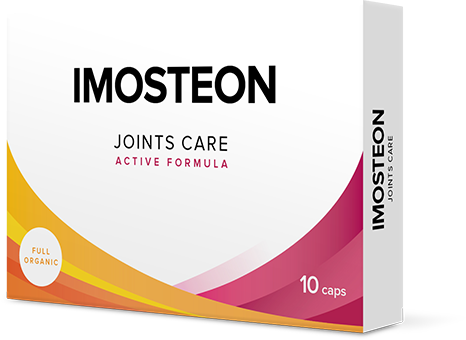 IMOSTEON
JOINTS CARE
ACTIVE FORMULA
FULL
ORGANIC
10 caps
IMOSTEON
JOINTS CARE